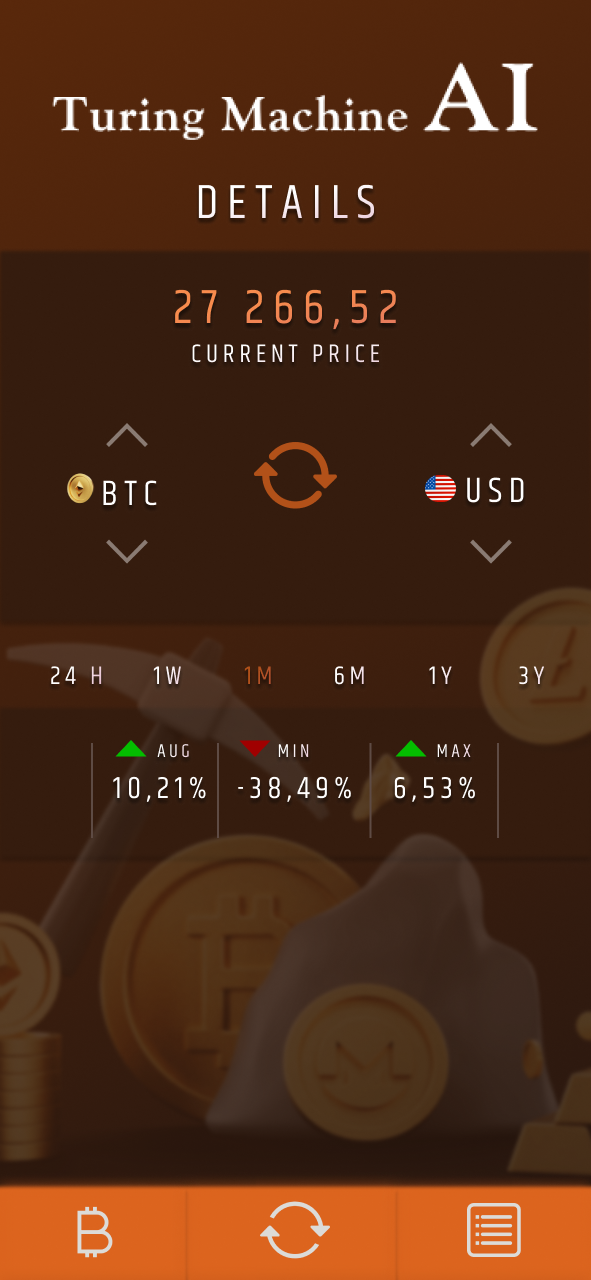 Turing Machine AI
DETAILS
27 266,52
CURRENT PRICE
BTC USD
24 H 1W 1M 6M 1Y 3Y
AUG MIN MAX
10,21% -38,49% 6,53%